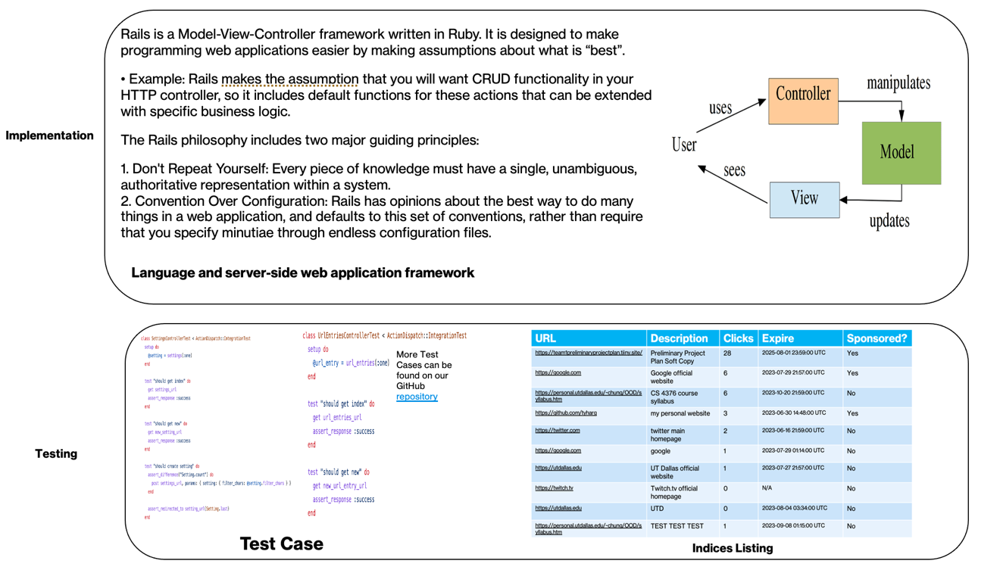 Implementation
Rails is a Model-View-Controller framework written in Ruby. It is designed to make
programming web applications easier by making assumptions about what is “best”.
• Example: Rails makes the assumption that you will want CRUD functionality in your
HTTP controller, so it includes default functions for these actions that can be extended
with specific business logic.
The Rails philosophy includes two major guiding principles:
1. Don't Repeat Yourself: Every piece of knowledge must have a single, unambiguous,
authoritative representation within a system.
2. Convention Over Configuration: Rails has opinions about the best way to do many
things in a web application, and defaults to this set of conventions, rather than require
that you specify minutiae through endless configuration files.
Language and server-side web application framework
User
uses
Controller
manipulates
Model
updates
View
sees
Testing
class SettingsControllerTest < ActionDispatch::IntegrationTest
setup do
@setting = settings(:one)
end
test "should get index" do
get settings_url
assert_response :success
end
test "should get new" do
get new_setting_url
assert_response :success
end
test "should create setting" do
assert_difference("Setting.count") do
post settings_url, params: { setting: { filter_chars: @setting.filter_chars } }
end
assert_redirected_to setting_url(Setting.last)
end
class UrlEntriesControllerTest < ActionDispatch::IntegrationTest
setup do
@url_entry = url_entries(:one)
end
test "should get index" do
get url_entries_url
assert_response :success
end
test "should get new" do
get new_url_entry_url
assert_response :success
end
More Test
Cases can be
found on our
GitHub
repository
Test Case
URL Description Clicks Expire Sponsored?
https://team1preliminaryprojectplan.tiiny.site/ Preliminary Project 28 2025-08-01 23:59:00 UTC Yes
Plan Soft Copy
https://google.com Google official 6 2023-07-29 21:57:00 UTC Yes
website
https://personal.utdallas.edu/~chung/OOD/s CS 4376 course 6 2023-10-20 21:59:00 UTC No
yllabus.htm syllabus
https://github.com/tyharg my personal website 3 2023-06-30 14:48:00 UTC Yes
https://twitter.com twitter main 2 2023-06-16 21:59:00 UTC No
homepage
https://google.com google 1 2023-07-29 01:14:00 UTC No
https://utdallas.edu UT Dallas official 1 2023-07-27 21:57:00 UTC No
website
https://twitch.tv Twitch.tv official 0 N/A No
homepage
https://utdallas.edu UTD 0 2023-08-04 03:34:00 UTC No
https://personal.utdallas.edu/~chung/OOD/s TEST TEST TEST 1 2023-09-08 01:15:00 UTC No
yllabus.htm
Indices Listing